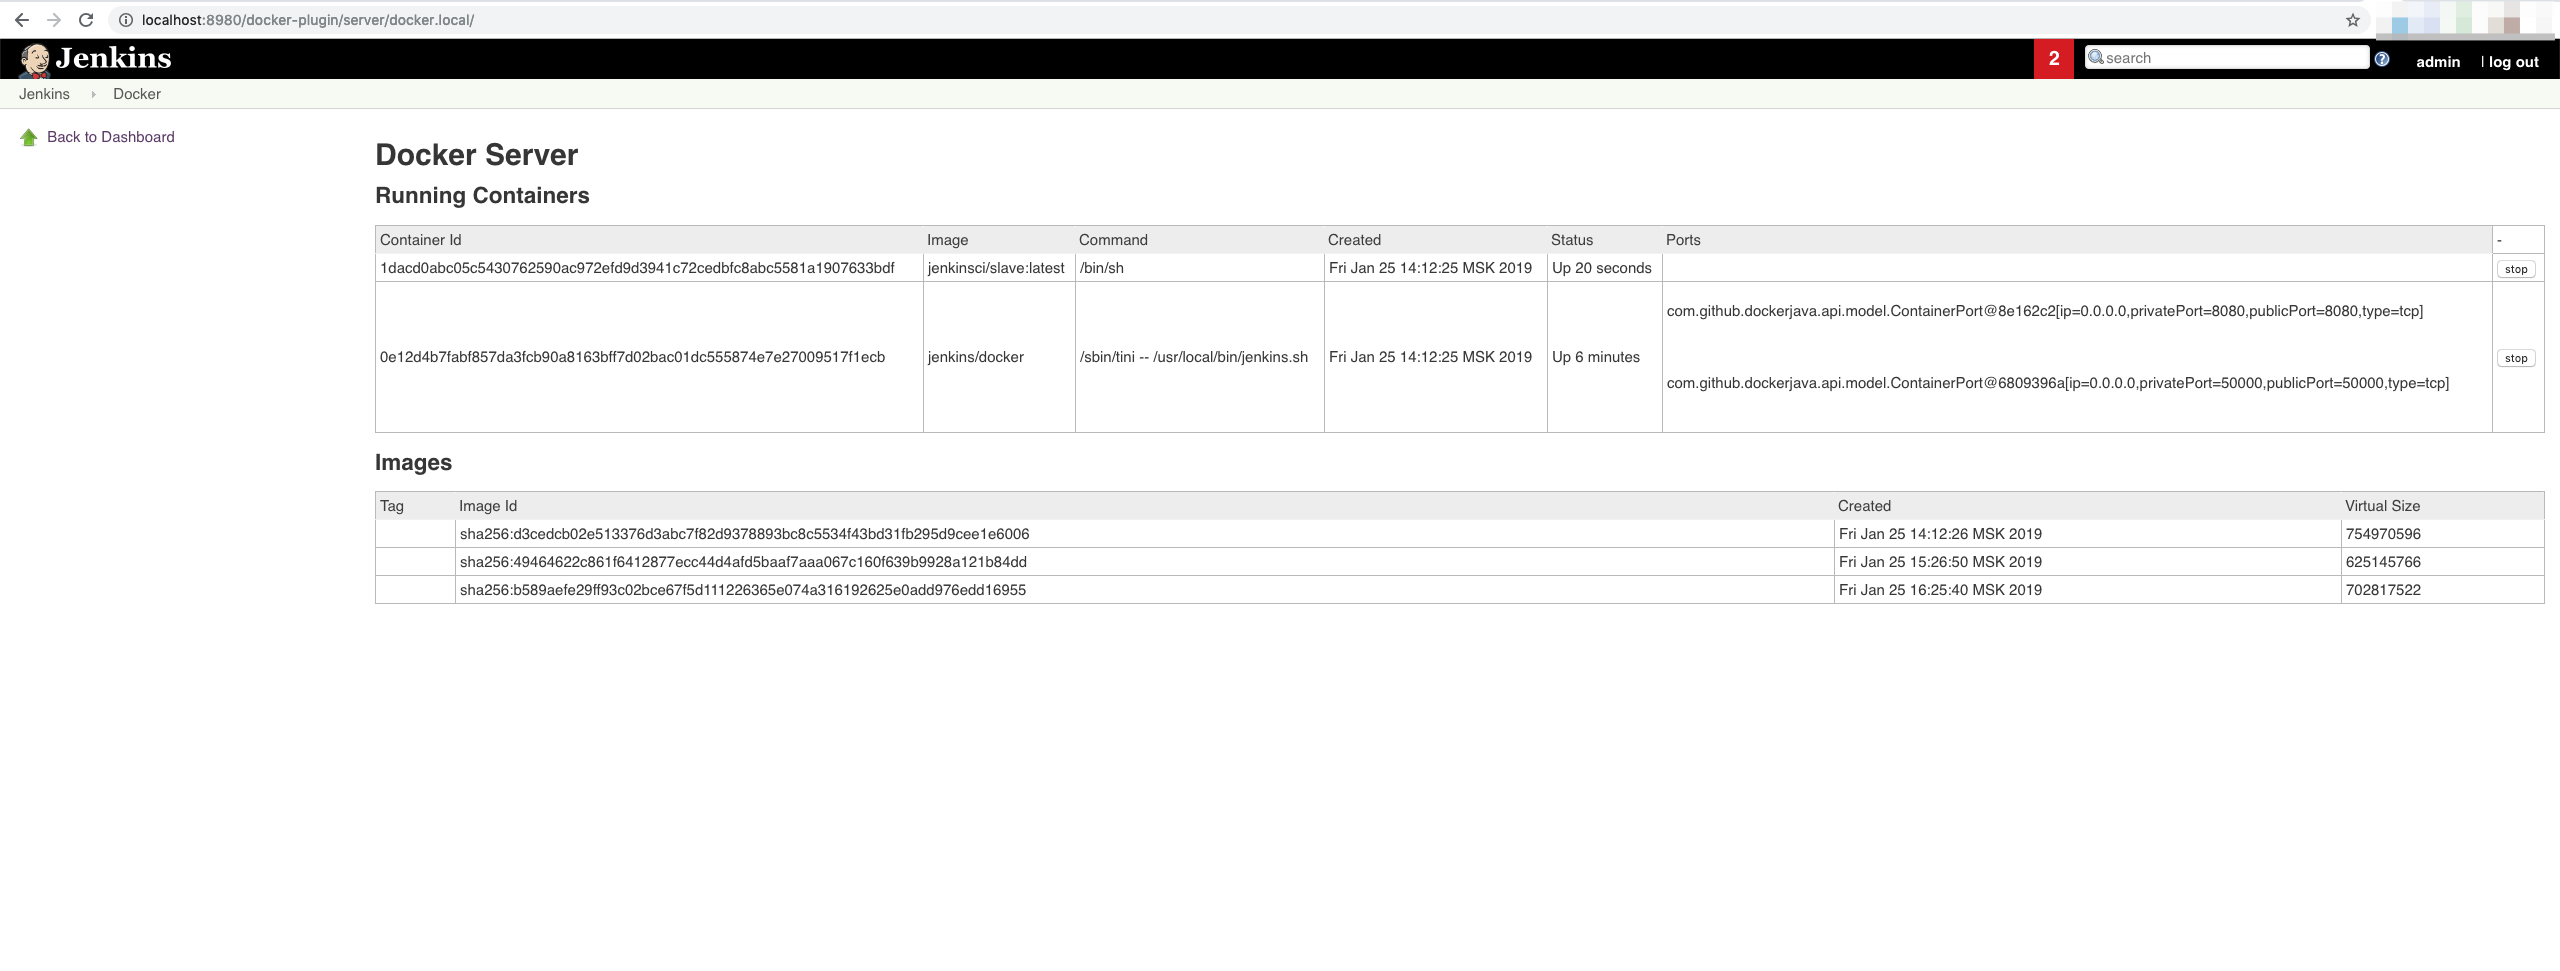 localhost:8980/docker-plugin/server/docker.local/
Jenkins 2 search ? admin | log out
Jenkins Docker
Back to Dashboard
Docker Server
Running Containers
Container Id Image Command Created Status Ports -
1dacd0abc05c5430762590ac972efd9d3941c72cedbfc8abc5581a1907633bdf jenkinsci/slave:latest /bin/sh Fri Jan 25 14:12:25 MSK 2019 Up 20 seconds stop
com.github.dockerjava.api.model.ContainerPort@8e162c2[ip=0.0.0.0,privatePort=8080,publicPort=8080,type=tcp]
0e12d4b7fabf857da3fcb90a8163bff7d02bac01dc555874e7e27009517f1ecb jenkins/docker /sbin/tini -- /usr/local/bin/jenkins.sh Fri Jan 25 14:12:25 MSK 2019 Up 6 minutes stop
com.github.dockerjava.api.model.ContainerPort@6809396a[ip=0.0.0.0,privatePort=50000,publicPort=50000,type=tcp]
Images
Tag Image Id Created Virtual Size
sha256:d3cedcb02e513376d3abc7f82d9378893bc8c5534f43bd31fb295d9cee1e6006 Fri Jan 25 14:12:26 MSK 2019 754970596
sha256:49464622c861f6412877ecc44d4afd5baaf7aaa067c160f639b9928a121b84dd Fri Jan 25 15:26:50 MSK 2019 625145766
sha256:b589aefe29ff93c02bce67f5d111226365e074a316192625e0add976edd16955 Fri Jan 25 16:25:40 MSK 2019 702817522